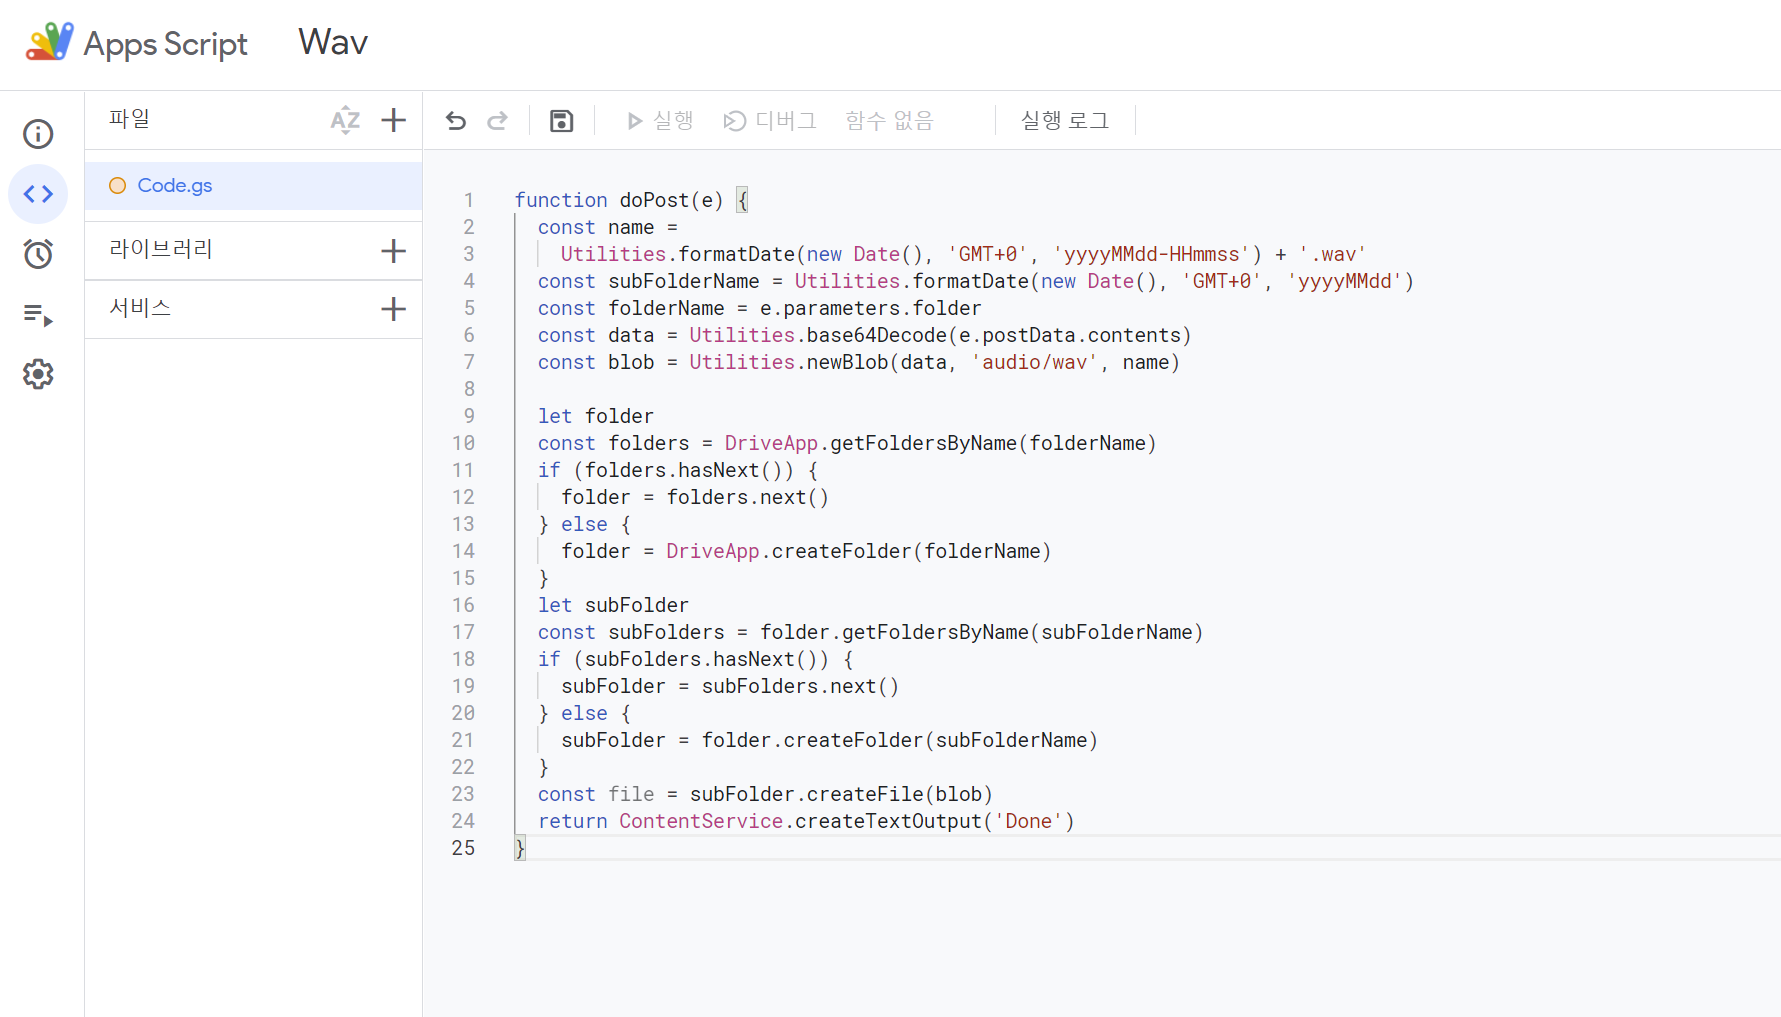 Apps Script Wav
파일 AZ
실행 디버그 함수 없음 실행 로그
Code.gs
라이브러리
서비스
1 function doPost(e) {
2 const name =
3 Utilities.formatDate(new Date(), 'GMT+0', 'yyyyMMdd-HHmmss') + '.wav'
4 const subFolderName = Utilities.formatDate(new Date(), 'GMT+0', 'yyyyMMdd')
5 const folderName = e.parameters.folder
6 const data = Utilities.base64Decode(e.postData.contents)
7 const blob = Utilities.newBlob(data, 'audio/wav', name)
8
9 let folder
10 const folders = DriveApp.getFoldersByName(folderName)
11 if (folders.hasNext()) {
12 folder = folders.next()
13 } else {
14 folder = DriveApp.createFolder(folderName)
15 }
16 let subFolder
17 const subFolders = folder.getFoldersByName(subFolderName)
18 if (subFolders.hasNext()) {
19 subFolder = subFolders.next()
20 } else {
21 subFolder = folder.createFolder(subFolderName)
22 }
23 const file = subFolder.createFile(blob)
24 return ContentService.createTextOutput('Done')
25 }